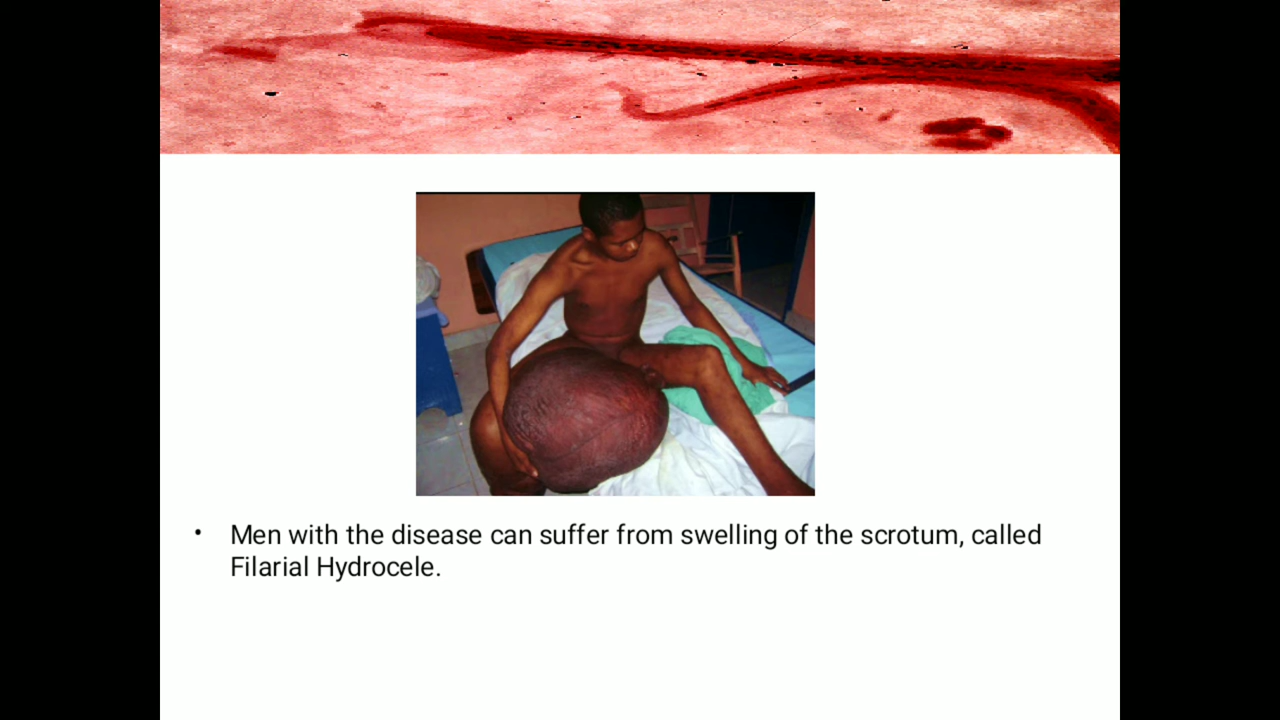 • Men with the disease can suffer from swelling of the scrotum, called
Filarial Hydrocele.